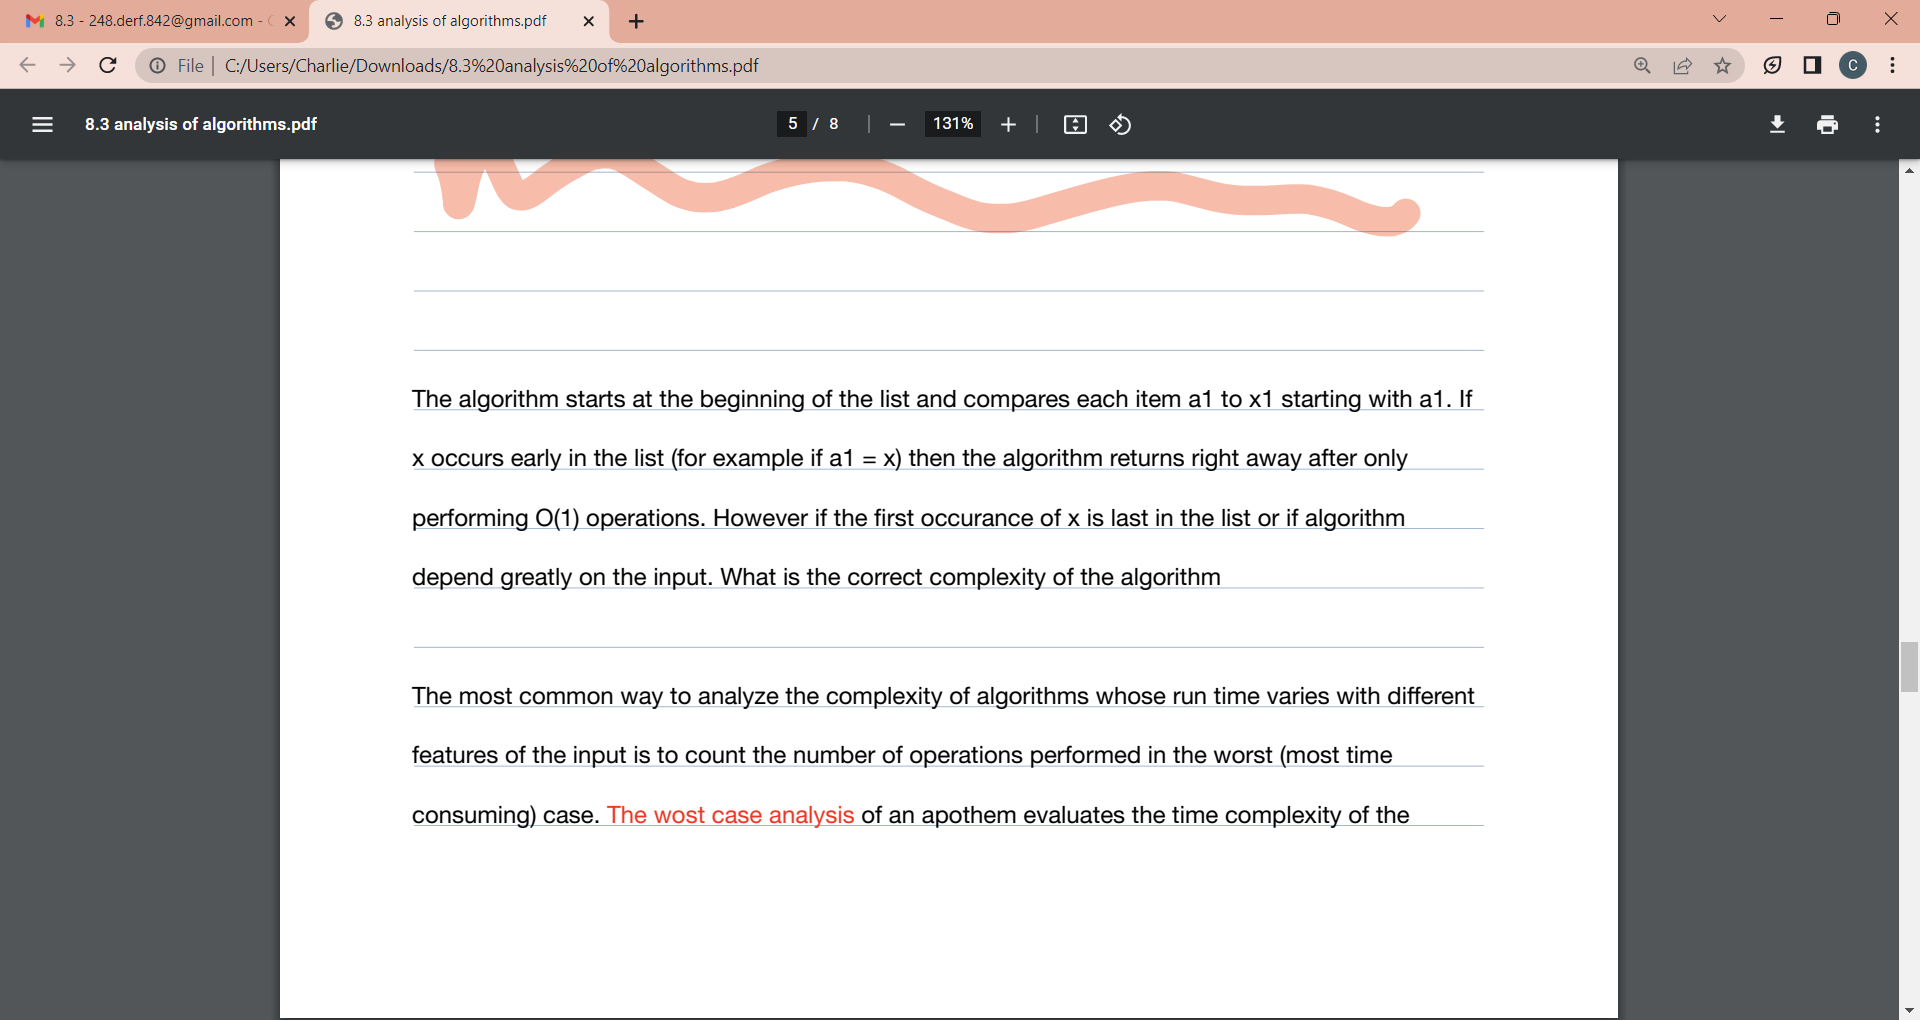 8.3 - 248.derf.842@gmail.com -
8.3 analysis of algorithms.pdf
File | C:/Users/Charlie/Downloads/8.3%20analysis%20of%20algorithms.pdf
C
8.3 analysis of algorithms.pdf
5 / 8
131%
The algorithm starts at the beginning of the list and compares each item a1 to x1 starting with a1. If
x occurs early in the list (for example if a1 = x) then the algorithm returns right away after only
performing O(1) operations. However if the first occurance of x is last in the list or if algorithm
depend greatly on the input. What is the correct complexity of the algorithm
The most common way to analyze the complexity of algorithms whose run time varies with different
features of the input is to count the number of operations performed in the worst (most time
consuming) case. The wost case analysis of an apothem evaluates the time complexity of the